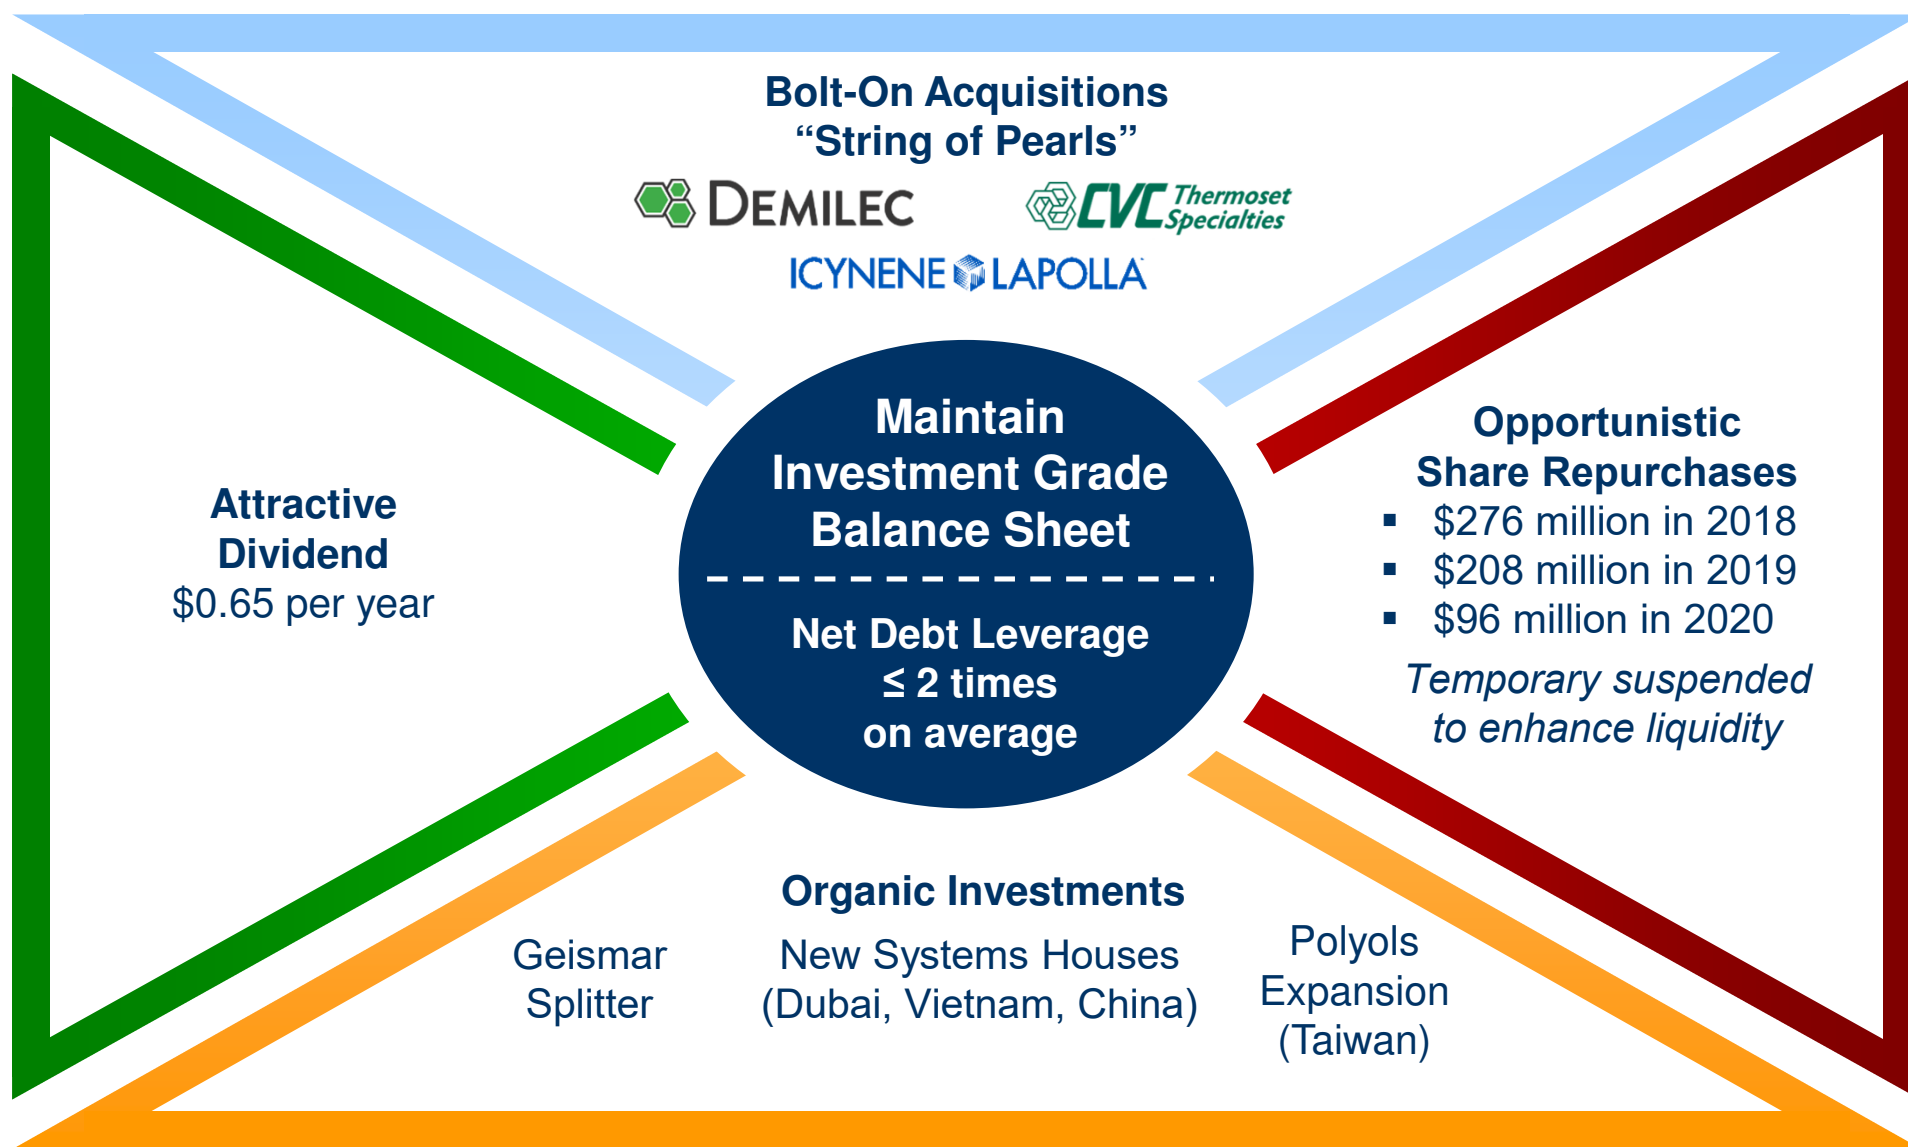 Bolt-On Acquisitions
“String of Pearls”
DEMILEC
CVC Thermoset
Specialties
ICYNENE LAPOLLA
Maintain
Investment Grade
Balance Sheet
Net Debt Leverage
≤ 2 times
on average
Attractive
Dividend
$0.65 per year
Opportunistic
Share Repurchases
▪ $276 million in 2018
▪ $208 million in 2019
▪ $96 million in 2020
Temporary suspended
to enhance liquidity
Organic Investments
Geismar
Splitter
New Systems Houses
(Dubai, Vietnam, China)
Polyols
Expansion
(Taiwan)